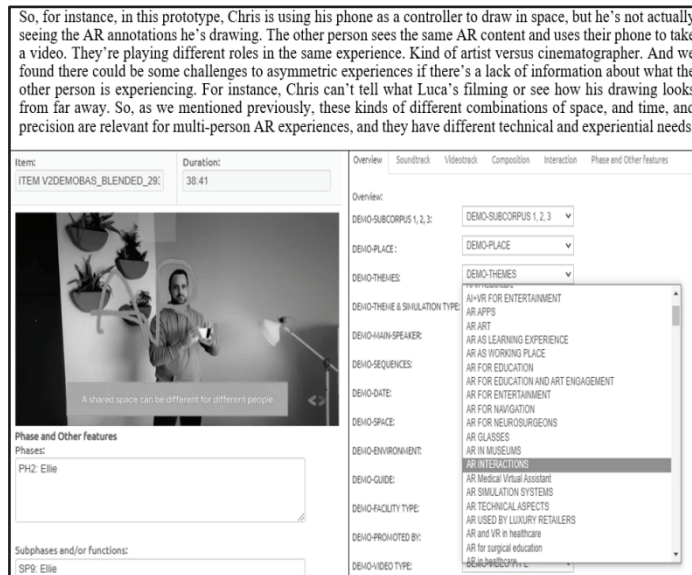 So, for instance, in this prototype, Chris is using his phone as a controller to draw in space, but he's not actually
seeing the AR annotations he's drawing. The other person sees the same AR content and uses their phone to take
a video. They're playing different roles in the same experience. Kind of artist versus cinematographer. And we
found there could be some challenges to asymmetric experiences if there's a lack of information about what the
other person is experiencing. For instance, Chris can't tell what Luca's filming or see how his drawing looks
from far away. So, as we mentioned previously, these kinds of different combinations of space, and time, and
precision are relevant for multi-person AR experiences, and they have different technical and experiential needs
Item:
ITEM V2DEMOBAS_BLENDED_293
Duration:
38:41
A shared space can be different for different people
Phase and Other features
Phases:
PH2: Ellie
Subphases and/or functions:
SP9: Ellie
Overview Soundtrack Videotrack Composition Interaction Phase and Other features
Overview:
DEMO-SUBCORPUS 1, 2, 3: DEMO-SUBCORPUS 1, 2, 3
DEMO-PLACE : DEMO-PLACE
DEMO-THEMES: DEMO-THEMES
DEMO-THEME & SIMULATION TYPE:
DEMO-MAIN-SPEAKER:
DEMO-SEQUENCES:
DEMO-DATE:
DEMO-SPACE:
DEMO-ENVIRONMENT:
DEMO-GUIDE:
DEMO-FACILITY TYPE:
DEMO-PROMOTED BY:
DEMO-VIDEO TYPE: DEMO-VIDEO TYPE
AI+VR FOR ENTERTAINMENT
AR APPS
AR ART
AR AS LEARNING EXPERIENCE
AR AS WORKING PLACE
AR FOR EDUCATION
AR FOR EDUCATION AND ART ENGAGEMENT
AR FOR ENTERTAINMENT
AR FOR NAVIGATION
AR FOR NEUROSURGEONS
AR GLASSES
AR IN MUSEUMS
AR INTERACTIONS
AR Medical Virtual Assistant
AR SIMULATION SYSTEMS
AR TECHNICAL ASPECTS
AR USED BY LUXURY RETAILERS
AR and VR in healthcare
AR for surgical education
AR in healthcare